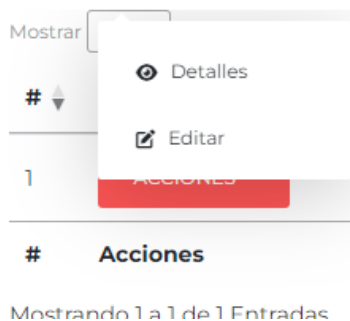 Mostrar
Detalles
#
Editar
1
ACCIONES
# Acciones
Mostrando 1 a 1 de 1 Entradas